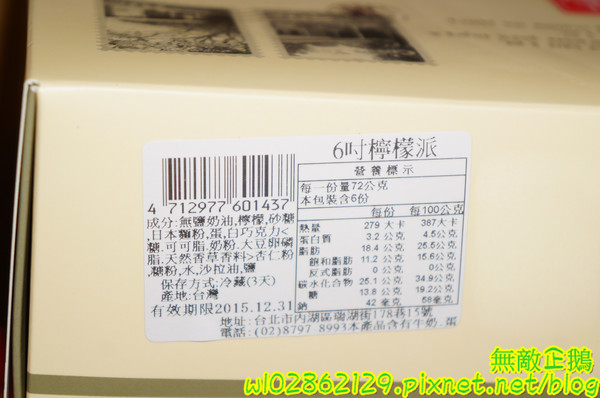 6吋檸檬派
4 712977 601437
成分:無鹽奶油,檸檬,砂糖
,日本麵粉,蛋,白巧克力<
糖,可可脂,奶粉,大豆卵磷
脂,天然香草香料>杏仁粉
,糖粉,水,沙拉油,鹽
保存方式:冷藏(3天)
產地:台灣
有效期限2015.12.31
營養標示
每一份量72公克
本包裝含6份
每份 每100公克
熱量 279 大卡 387大卡
蛋白質 3.2 公克 4.5公克
脂肪 18.4 公克 25.5公克
飽和脂肪 11.2 公克 15.6公克
反式脂肪 0 公克 0公克
碳水化合物 25.1 公克 34.9公克
糖 13.8 公克 19.2公克
鈉 42 毫克 58毫克
地址:台北市內湖區瑞湖街178巷15號
電話:(02)8797-8993本產品含有牛奶.蛋
無敵企鵝
wl02862129.pixnet.net/blog